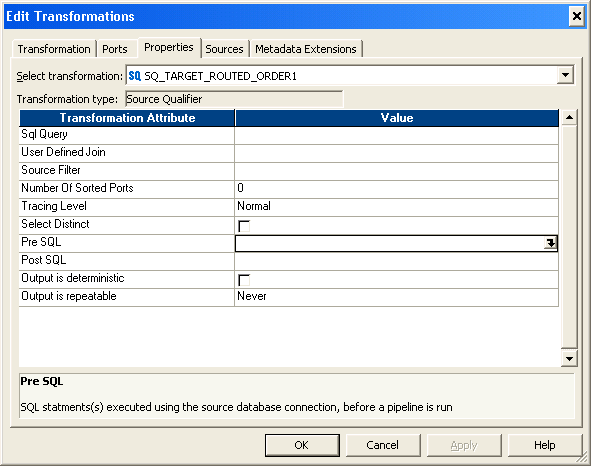 Edit Transformations
Transformation Ports Properties Sources Metadata Extensions
Select transformation: SQ SQ_TARGET_ROUTED_ORDER1
Transformation type: Source Qualifier
Transformation Attribute Value
Sql Query
User Defined Join
Source Filter
Number Of Sorted Ports 0
Tracing Level Normal
Select Distinct
Pre SQL
Post SQL
Output is deterministic
Output is repeatable Never
Pre SQL
SQL statments(s) executed using the source database connection, before a pipeline is run
OK Cancel Apply Help